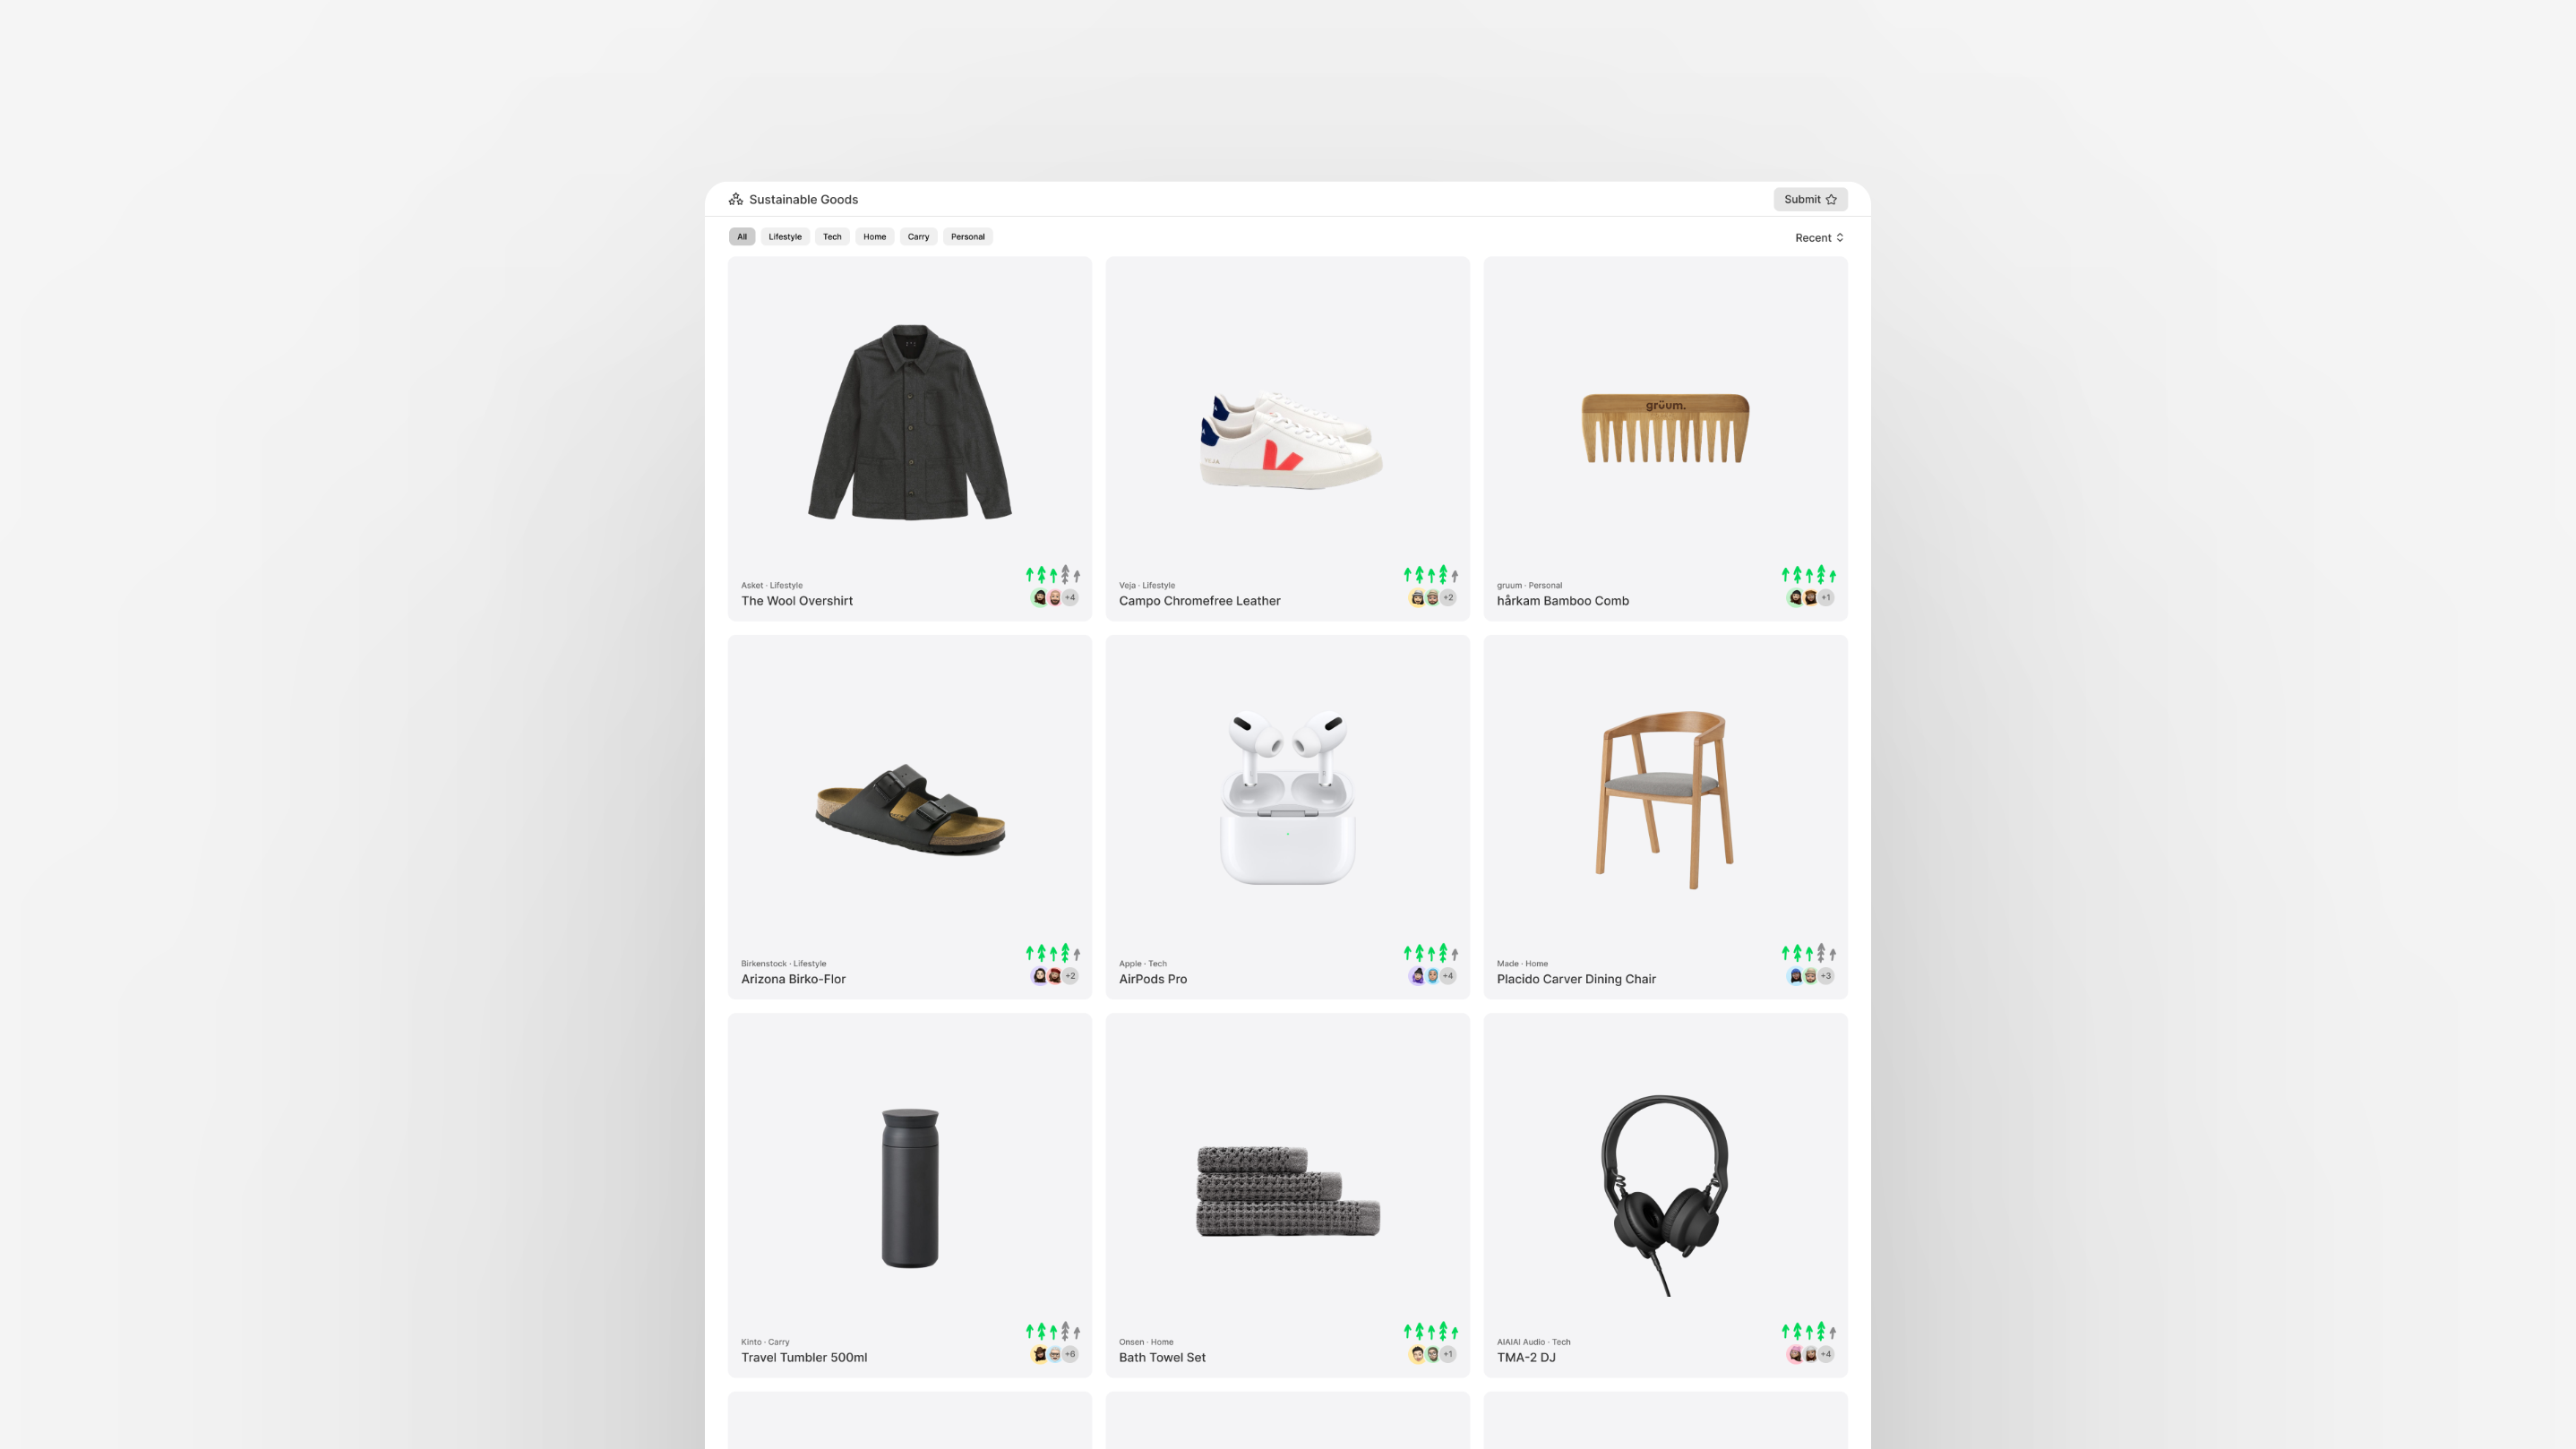 Sustainable Goods
Submit
All
Lifestyle
Tech
Home
Carry
Personal
Recent
grüum.
VEJA
Asket · Lifestyle
The Wool Overshirt
+4
Veja · Lifestyle
Campo Chromefree Leather
+2
gruum · Personal
hårkam Bamboo Comb
+1
Birkenstock · Lifestyle
Arizona Birko-Flor
+2
Apple · Tech
AirPods Pro
+4
Made · Home
Placido Carver Dining Chair
+3
Kinto · Carry
Travel Tumbler 500ml
+6
Onsen · Home
Bath Towel Set
+1
AIAIAI Audio · Tech
TMA-2 DJ
+4